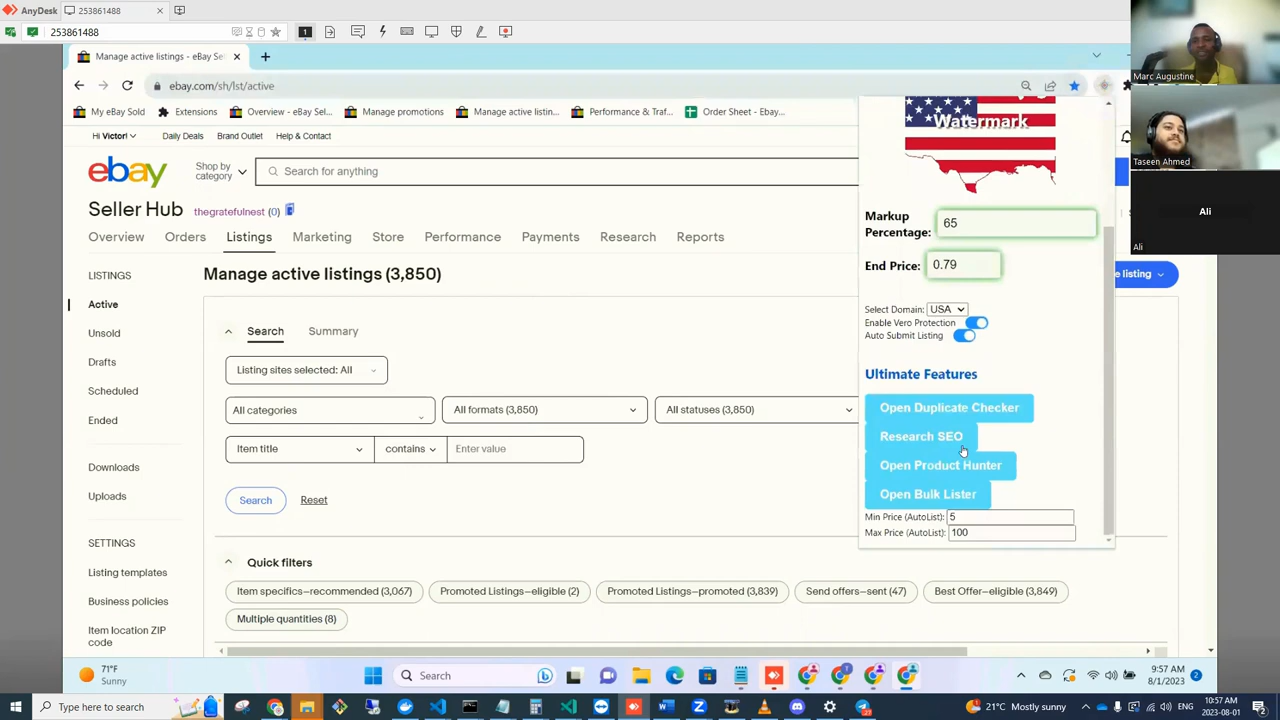 AnyDesk
253861488
253861488
1
Manage active listings - eBay Se
ebay.com/sh/lst/active
My eBay Sold
Extensions
Overview - eBay Sel...
Manage promotions
Manage active listin...
Performance & Traf...
Order Sheet - Ebay...
Hi Victor!
Daily Deals
Brand Outlet
Help & Contact
ebay
Shop by
category
Search for anything
Seller Hub
thegratefulnest (0)
Overview
Orders
Listings
Marketing
Store
Performance
Payments
Research
Reports
LISTINGS
Active
Unsold
Drafts
Scheduled
Ended
Downloads
Uploads
SETTINGS
Listing templates
Business policies
Item location ZIP
code
Manage active listings (3,850)
listing
Search
Summary
Listing sites selected: All
All categories
All formats (3,850)
All statuses (3,850)
Item title
contains
Enter value
Search
Reset
Quick filters
Item specifics–recommended (3,067)
Promoted Listings–eligible (2)
Promoted Listings–promoted (3,839)
Send offers–sent (47)
Best Offer–eligible (3,849)
Multiple quantities (8)
Watermark
Markup
Percentage:
65
End Price:
0.79
Select Domain:
USA
Enable Vero Protection
Auto Submit Listing
Ultimate Features
Open Duplicate Checker
Research SEO
Open Product Hunter
Open Bulk Lister
Min Price (AutoList):
5
Max Price (AutoList):
100
Marc Augustine
Taseen Ahmed
Ali
Ali
71°F
Sunny
Search
9:57 AM
8/1/2023
2
Type here to search
21°C Mostly sunny
10:57 AM
2023-08-01